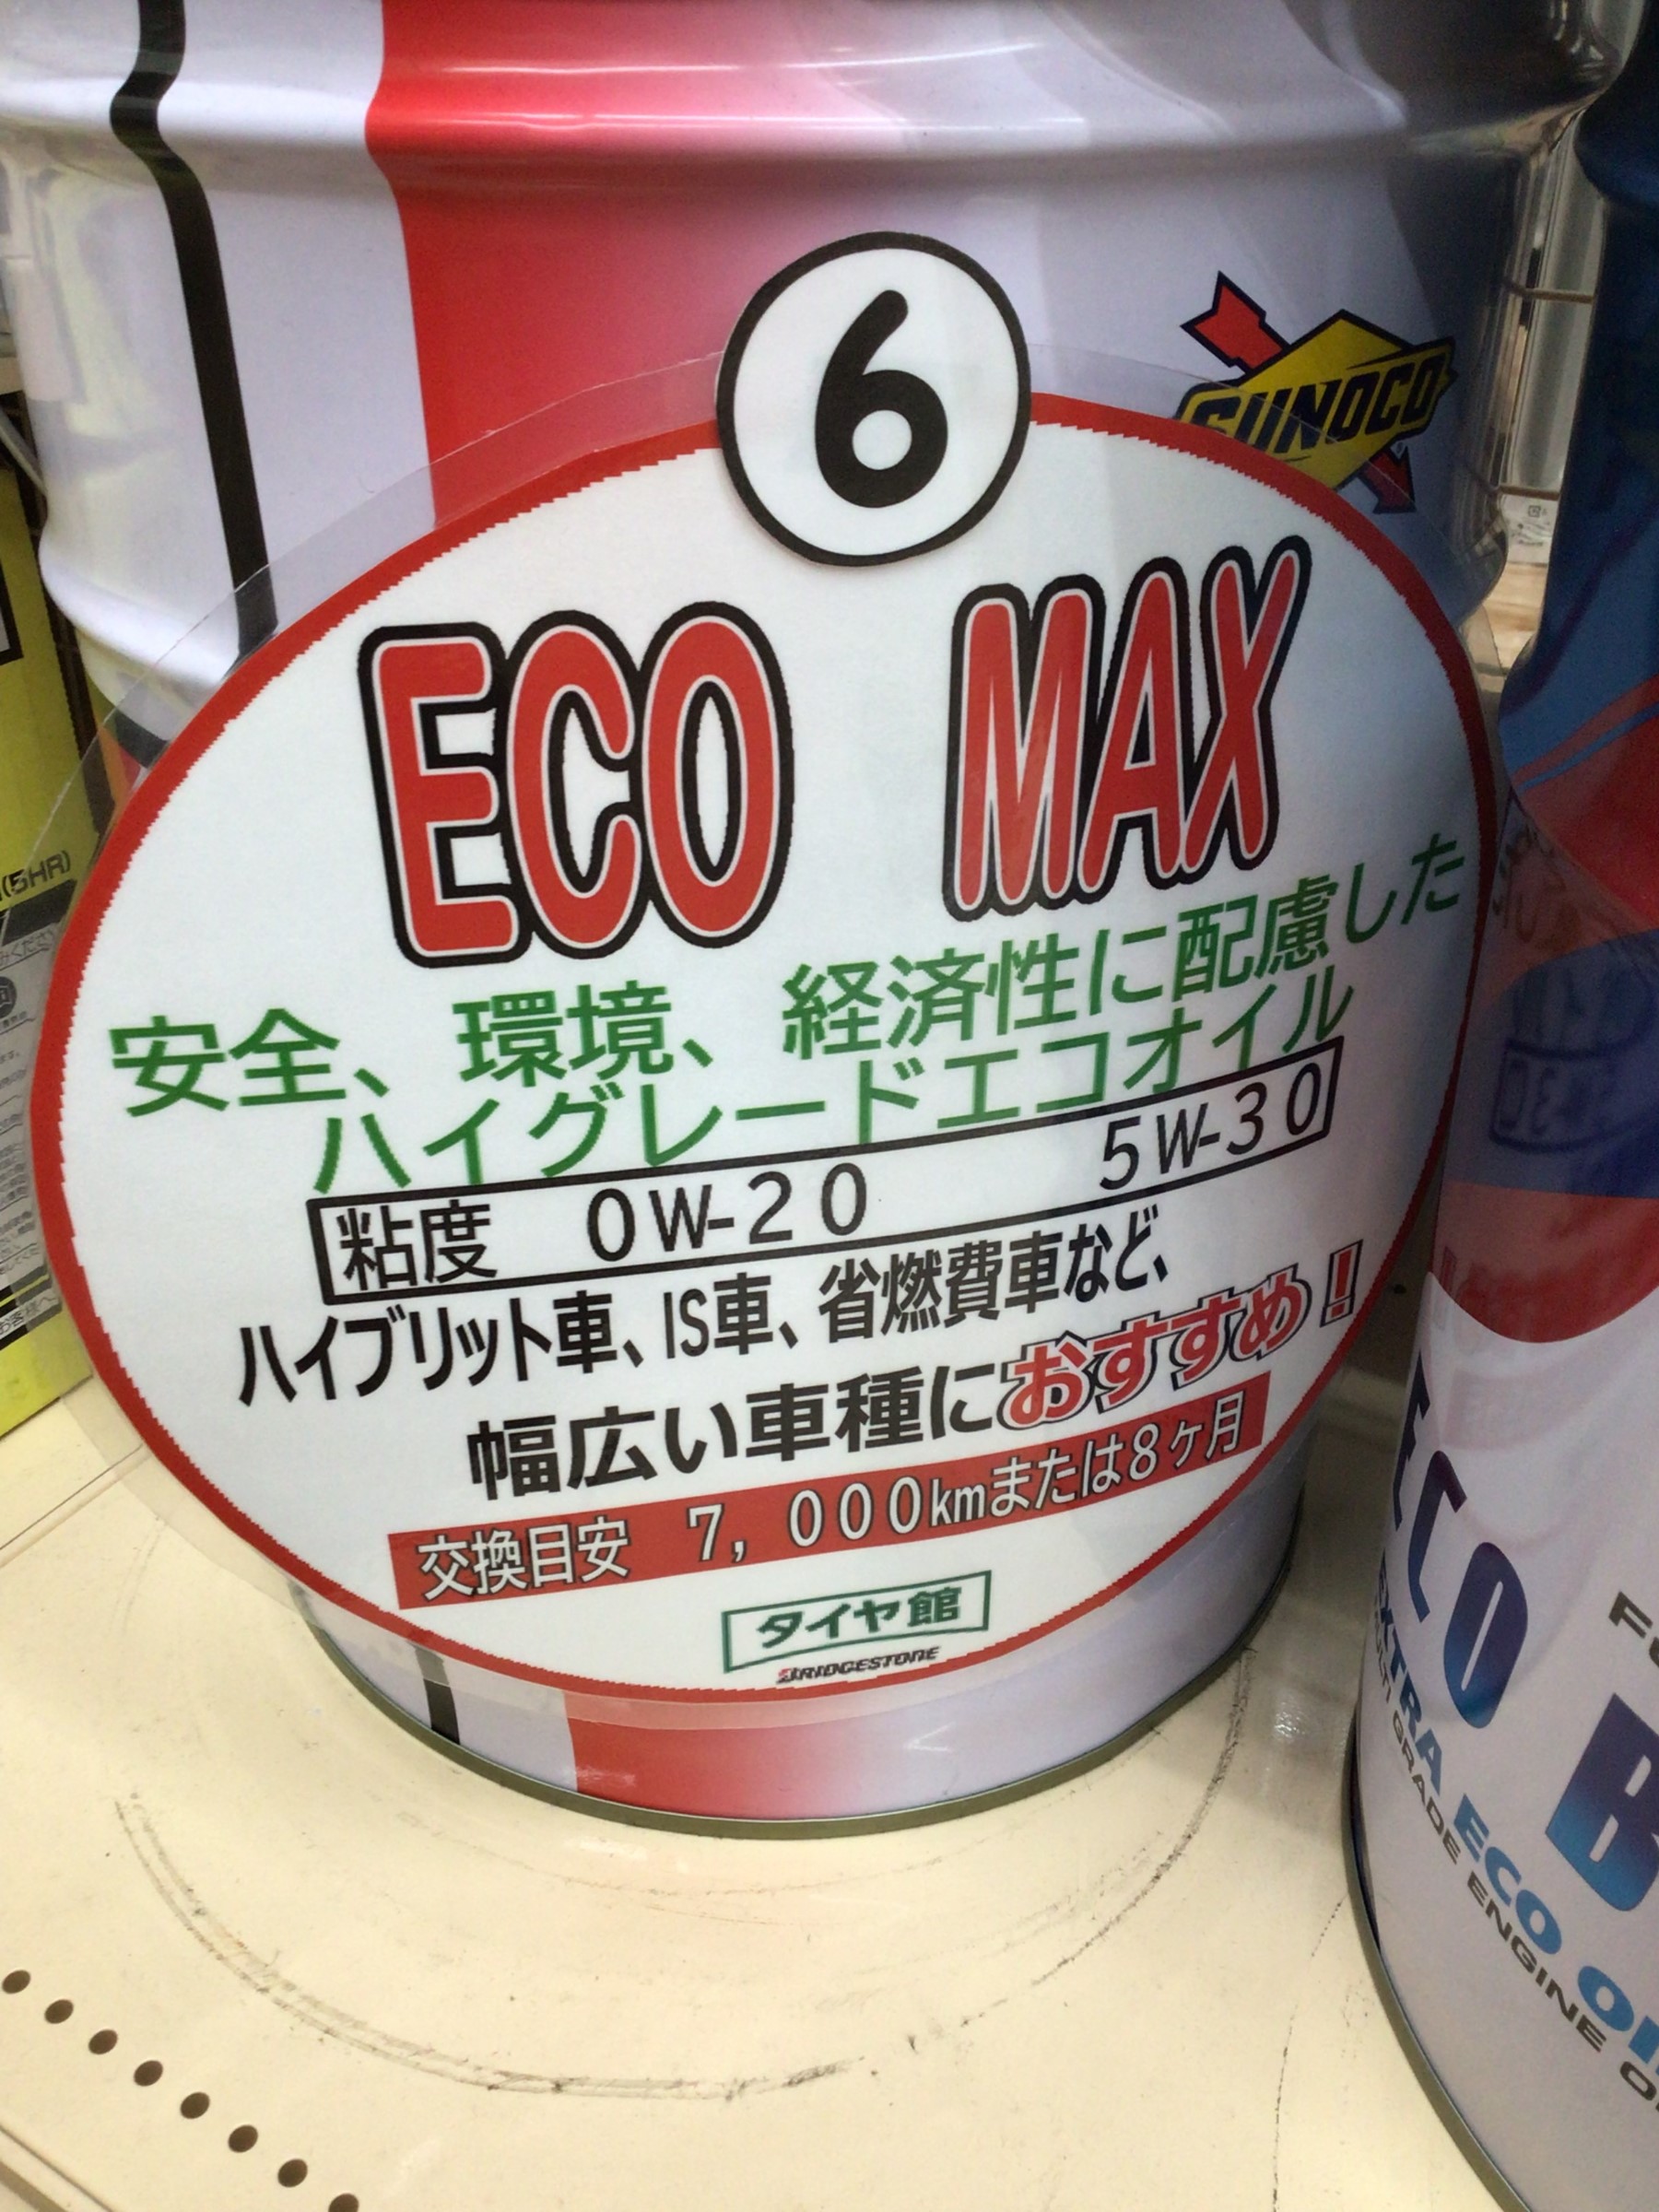 6
SUNOCO
ECO MAX
安全、環境、経済性に配慮した
ハイグレードエコオイル
粘度 0W-20 5W-30
ハイブリット車、IS車、省燃費車など、
幅広い車種におすすめ!
交換目安 7,000kmまたは8ヶ月
タイヤ館
BRIDGESTONE
(5HR)
ECO
EXTRA ECO
GRADE ENGINE